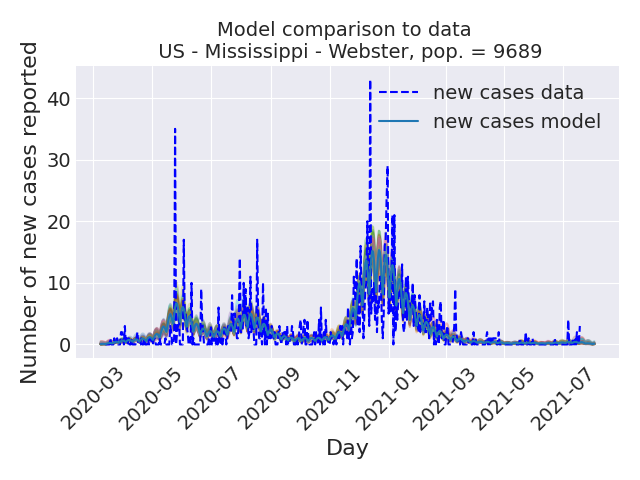 Model comparison to data
US - Mississippi - Webster, pop. = 9689
Number of new cases reported
40
30
20
10
0
new cases data
new cases model
2020-03
2020-05
2020-07
2020-09
2020-11
2021-01
2021-03
2021-05
2021-07
Day